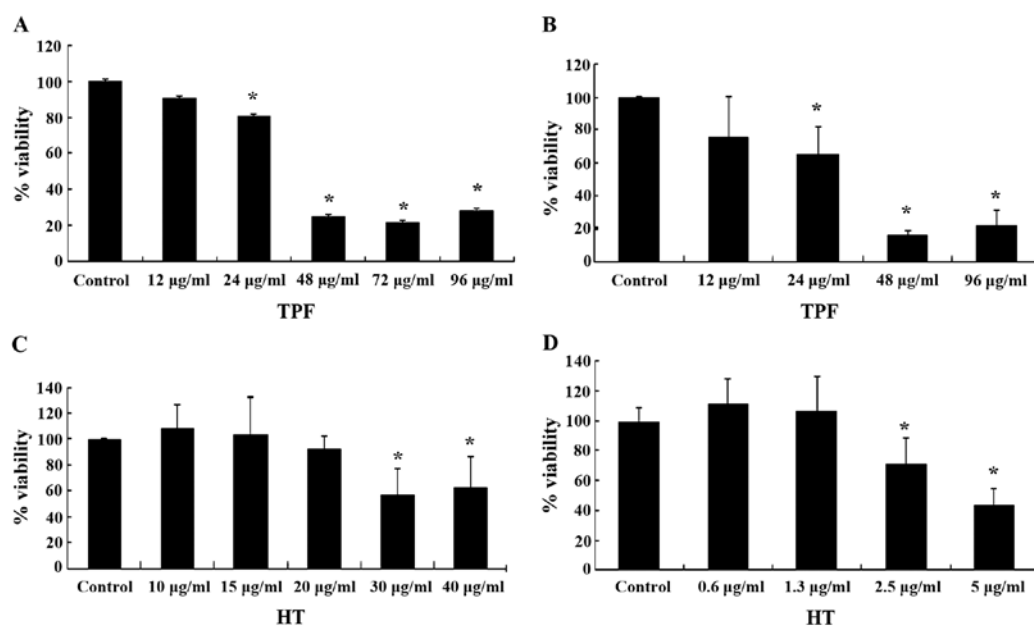 A
% viability
120
100
80
60
40
20
0
*
*
*
*
Control 12 µg/ml 24 µg/ml 48 µg/ml 72 µg/ml 96 µg/ml
TPF
B
% viability
120
100
80
60
40
20
0
*
*
*
Control 12 µg/ml 24 µg/ml 48 µg/ml 96 µg/ml
TPF
C
% viability
140
120
100
80
60
40
20
0
*
*
Control 10 µg/ml 15 µg/ml 20 µg/ml 30 µg/ml 40 µg/ml
HT
D
% viability
140
120
100
80
60
40
20
0
*
*
Control 0.6 µg/ml 1.3 µg/ml 2.5 µg/ml 5 µg/ml
HT